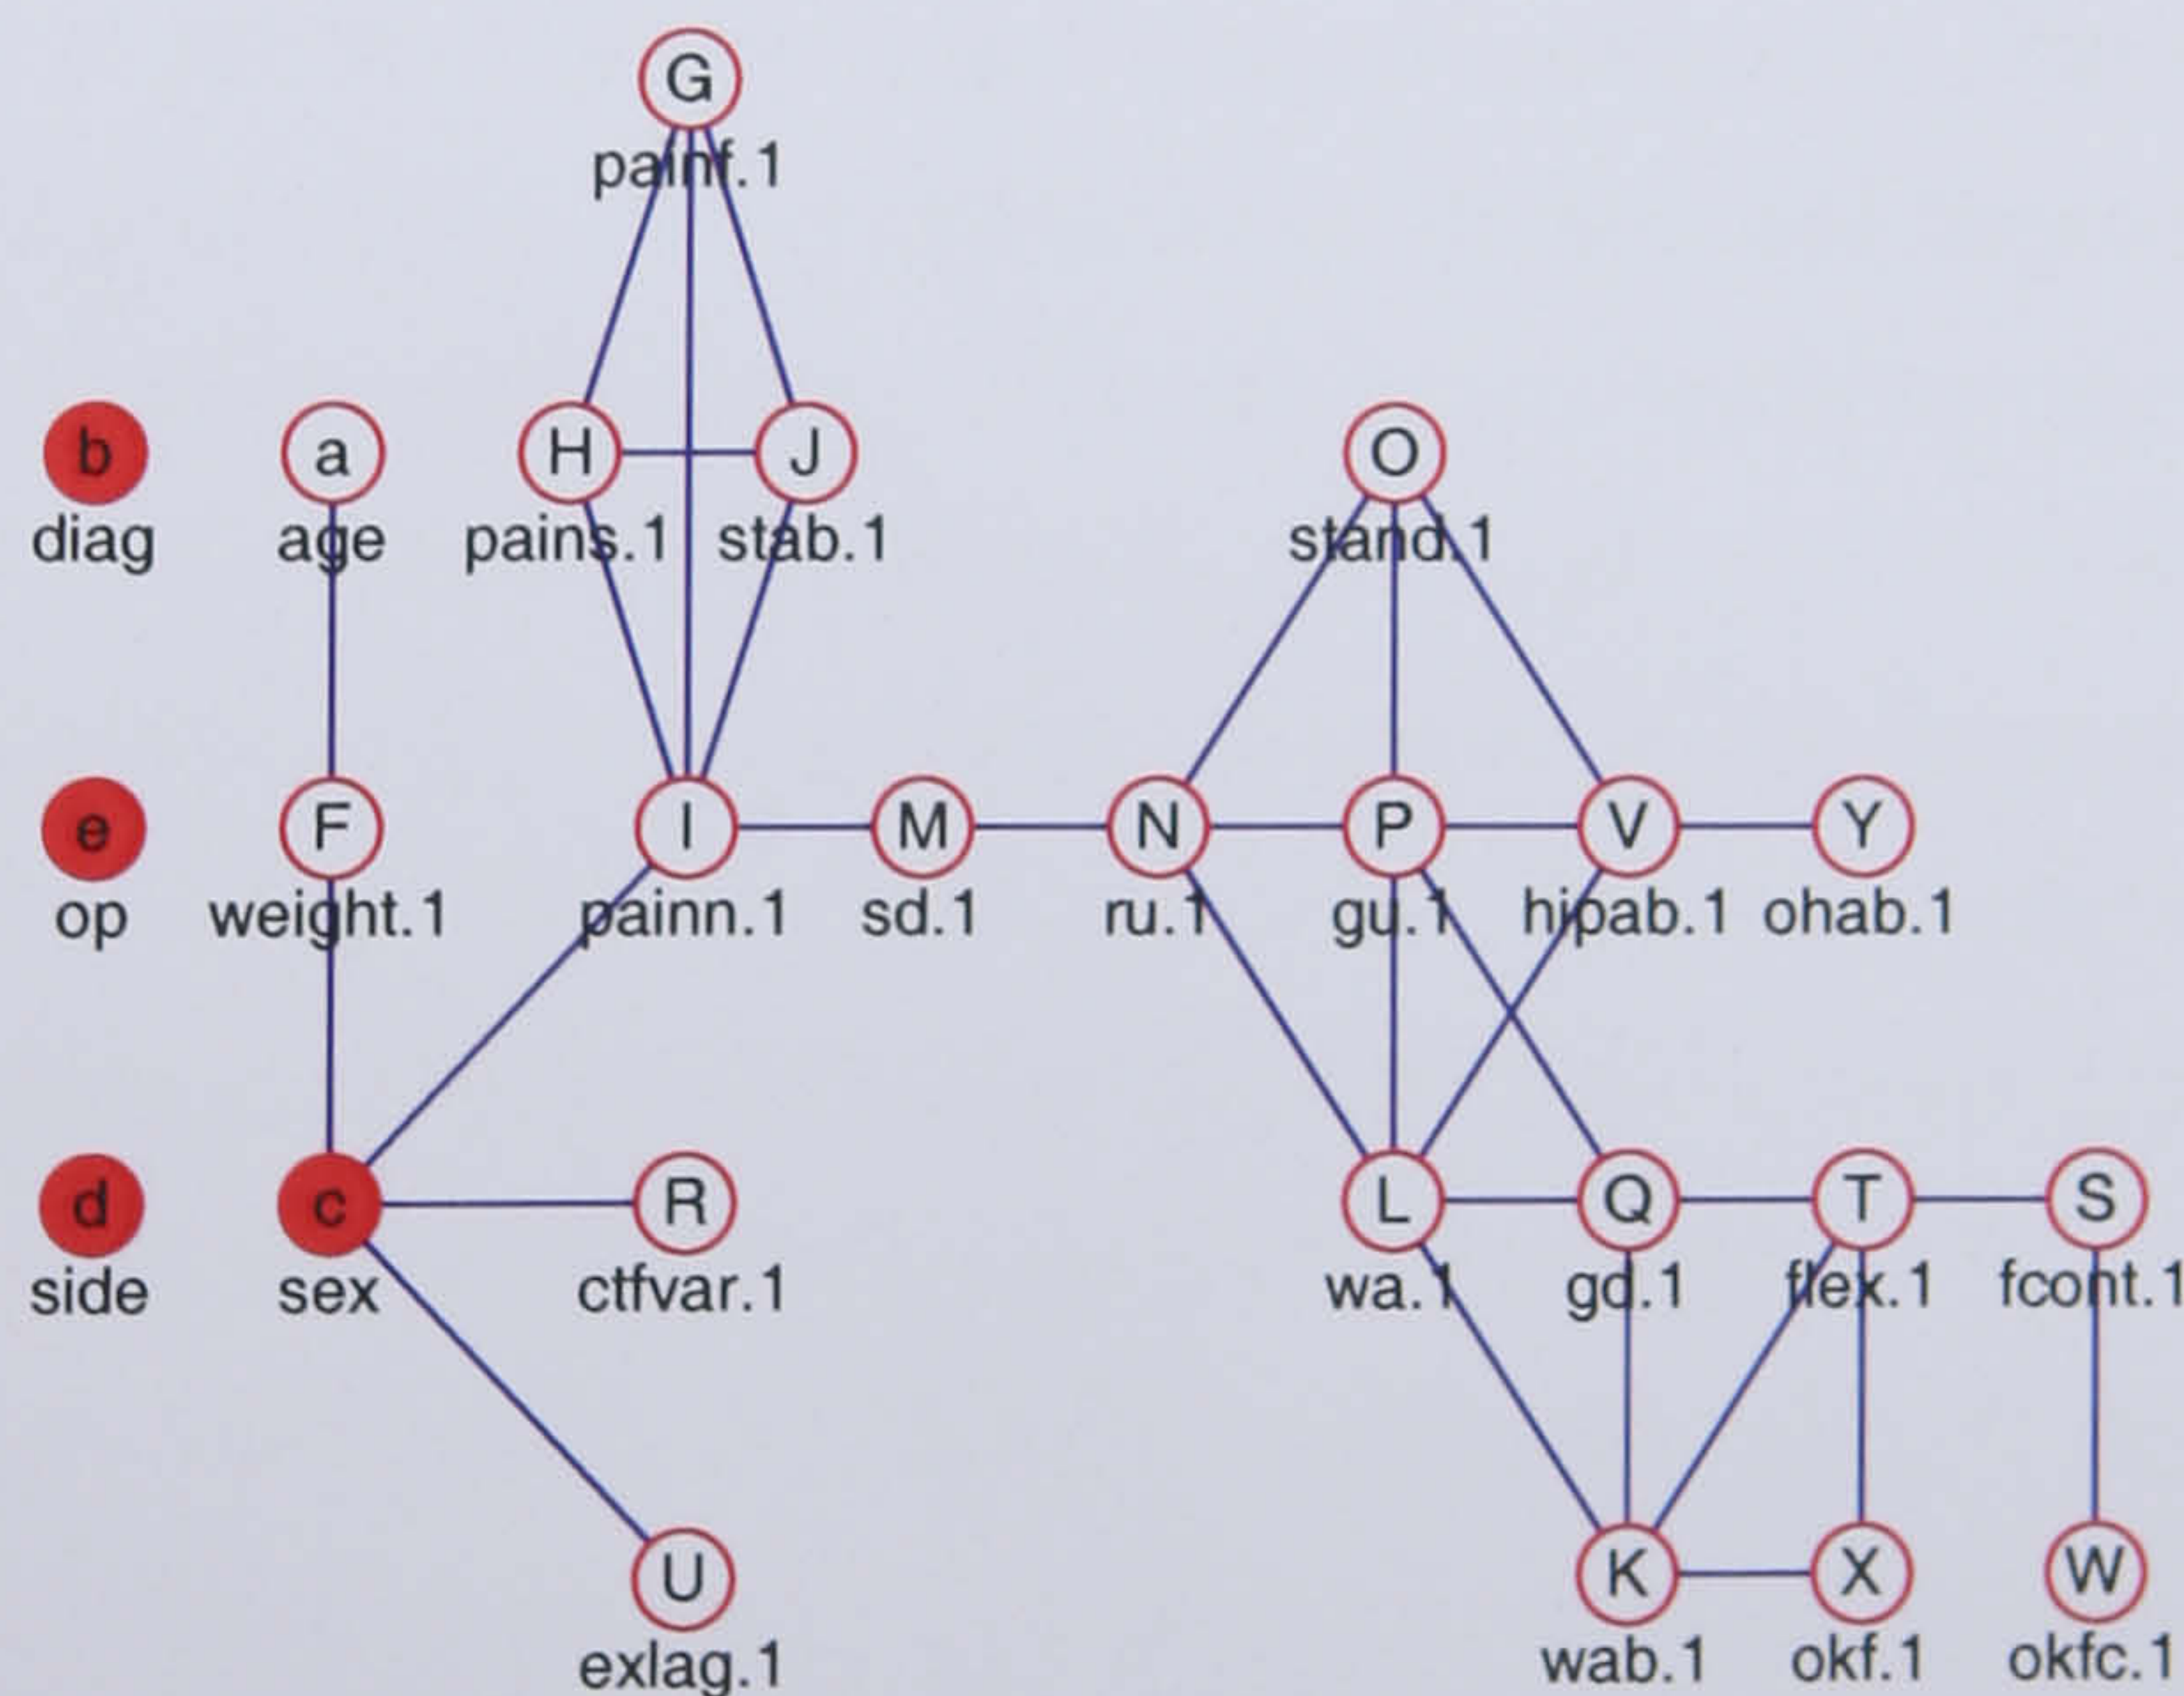 G
painf.1
b a H J O
diag age pains.1 stab.1 stand.1
e F I M N P V Y
op weight.1 painn.1 sd.1 ru.1 gu.1 hipab.1 ohab.1
d c R L Q T S
side sex ctfvar.1 wa.1 gd.1 flex.1 fcont.1
U K X W
exlag.1 wab.1 okf.1 okfc.1